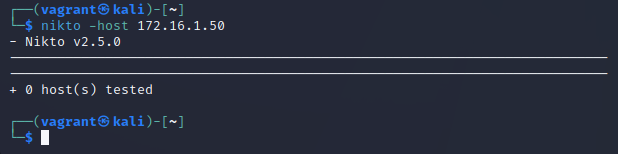 ┌──(vagrant㉿kali)-[~]
└─$ nikto -host 172.16.1.50
- Nikto v2.5.0
---------------------------------------------------------------------------
---------------------------------------------------------------------------
+ 0 host(s) tested
┌──(vagrant㉿kali)-[~]
└─$